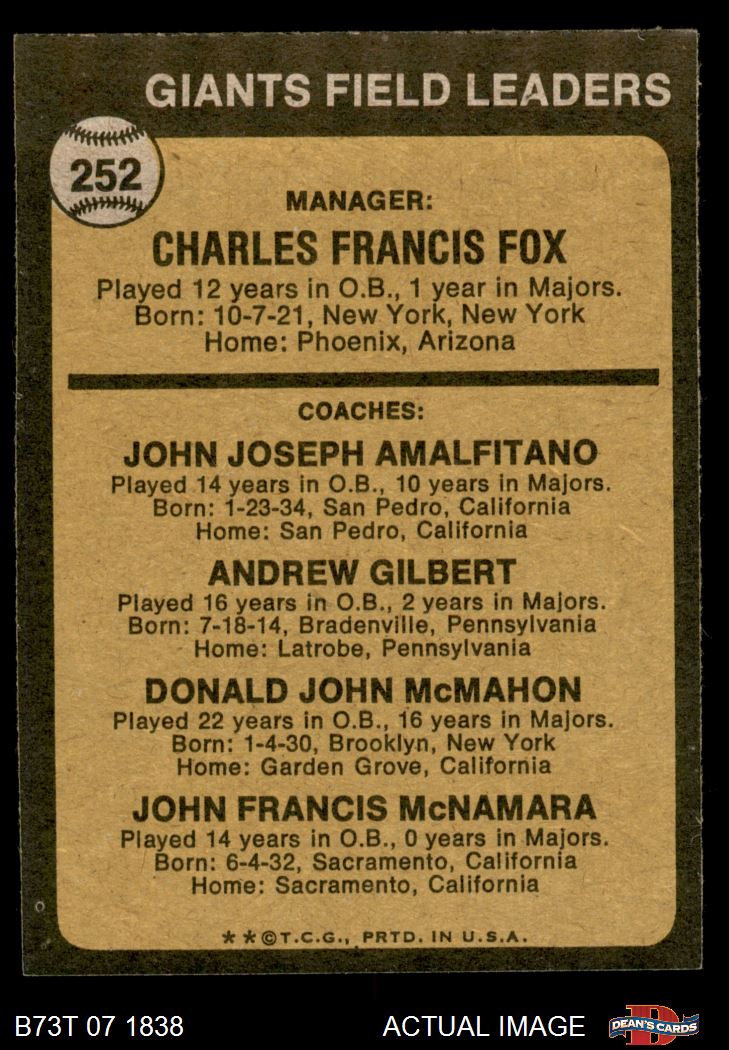 GIANTS FIELD LEADERS
252
MANAGER:
CHARLES FRANCIS FOX
Played 12 years in O.B., 1 year in Majors.
Born: 10-7-21, New York, New York
Home: Phoenix, Arizona
COACHES:
JOHN JOSEPH AMALFITANO
Played 14 years in O.B., 10 years in Majors.
Born: 1-23-34, San Pedro, California
Home: San Pedro, California
ANDREW GILBERT
Played 16 years in O.B., 2 years in Majors.
Born: 7-18-14, Bradenville, Pennsylvania
Home: Latrobe, Pennsylvania
DONALD JOHN McMAHON
Played 22 years in O.B., 16 years in Majors.
Born: 1-4-30, Brooklyn, New York
Home: Garden Grove, California
JOHN FRANCIS McNAMARA
Played 14 years in O.B., 0 years in Majors.
Born: 6-4-32, Sacramento, California
Home: Sacramento, California
* * © T.C.G., PRTD. IN U.S.A.
B73T 07 1838 ACTUAL IMAGE D DEAN'S CARDS